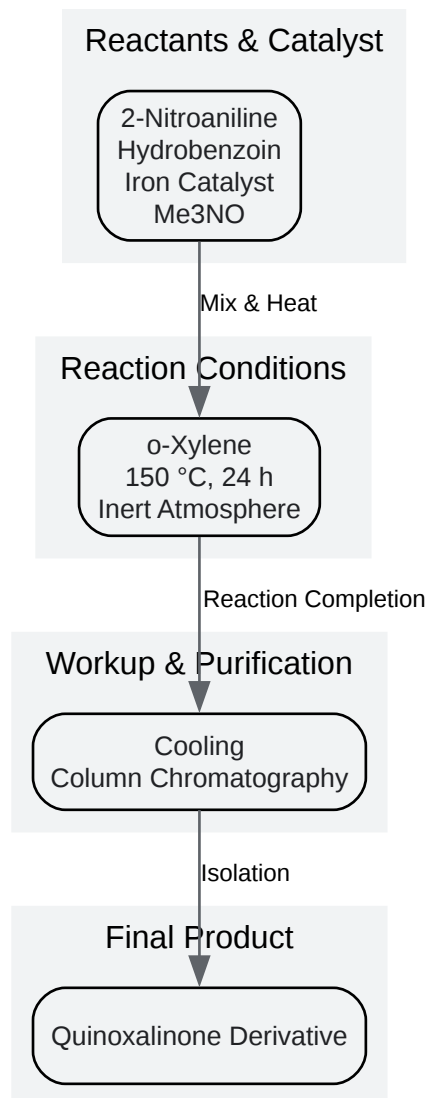 Reactants & Catalyst
2-Nitroaniline
Hydrobenzoin
Iron Catalyst
Me3NO
Mix & Heat
Reaction Conditions
o-Xylene
150 °C, 24 h
Inert Atmosphere
Reaction Completion
Workup & Purification
Cooling
Column Chromatography
Isolation
Final Product
Quinoxalinone Derivative